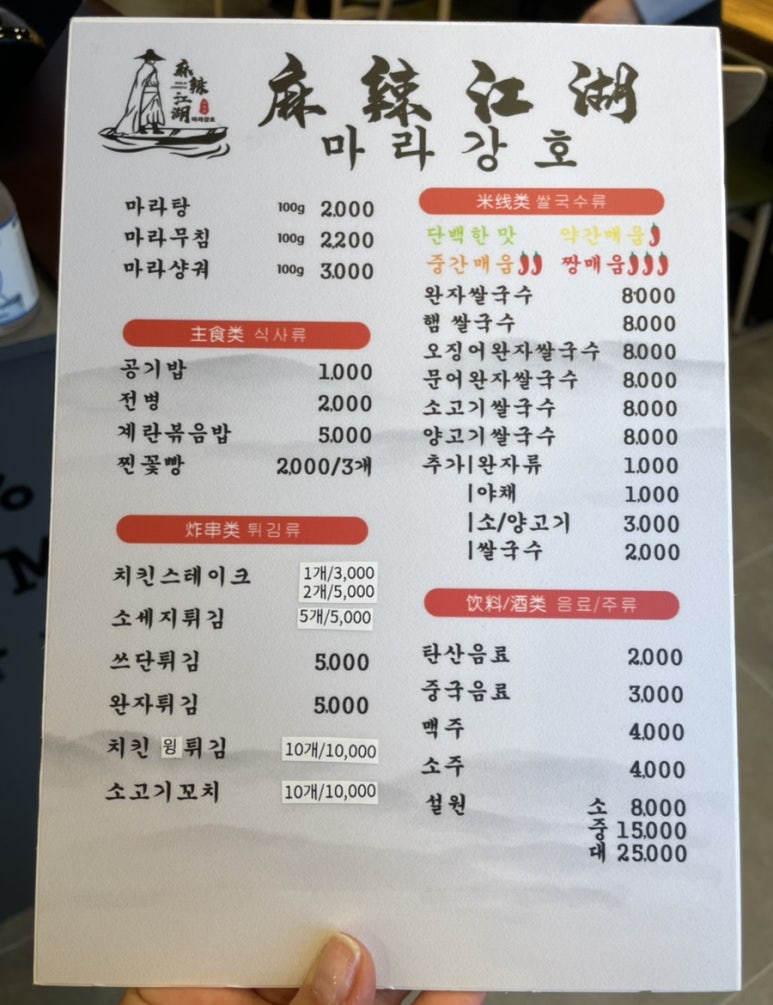 麻辣江湖
마라강호
麻辣江湖
마라강호
마라탕 100g 2.000
마라무침 100g 2,200
마라샹궈 100g 3.000
主食类 식사류
공기밥 1.000
전병 2.000
계란볶음밥 5.000
찐꽃빵 2.000/3개
炸串类 튀김류
치킨스테이크 1개/3,000
2개/5,000
소세지튀김 5개/5,000
쓰단튀김 5.000
완자튀김 5.000
치킨 윙 튀김 10개/10,000
소고기꼬치 10개/10,000
米线类 쌀국수류
단백한맛 약간매움
중간매움 짱매움
완자쌀국수 8.000
햄 쌀국수 8.000
오징어완자쌀국수 8.000
문어완자쌀국수 8.000
소고기쌀국수 8.000
양고기쌀국수 8.000
추가|완자류 1.000
|야채 1.000
|소/양고기 3.000
|쌀국수 2.000
饮料/酒类 음료/주류
탄산음료 2.000
중국음료 3.000
맥주 4.000
소주 4.000
설원 소 8.000
중 15.000
대 25.000